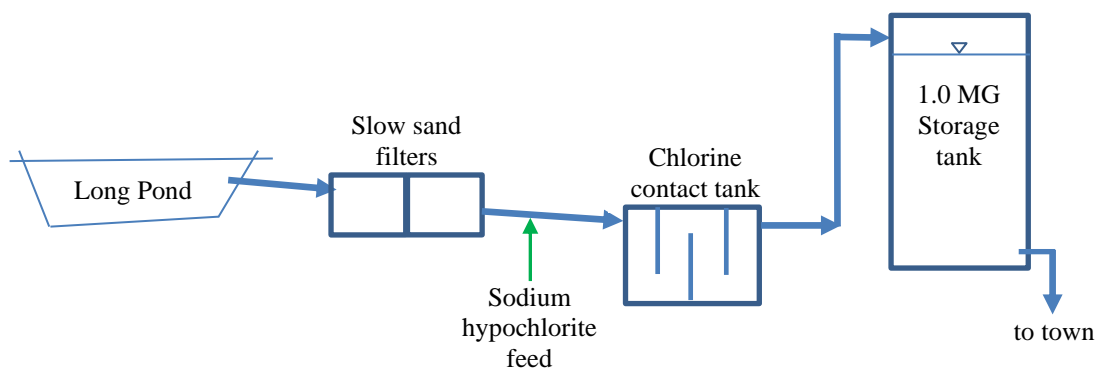 Long Pond
Slow sand
filters
Sodium
hypochlorite
feed
Chlorine
contact tank
1.0 MG
Storage
tank
to town